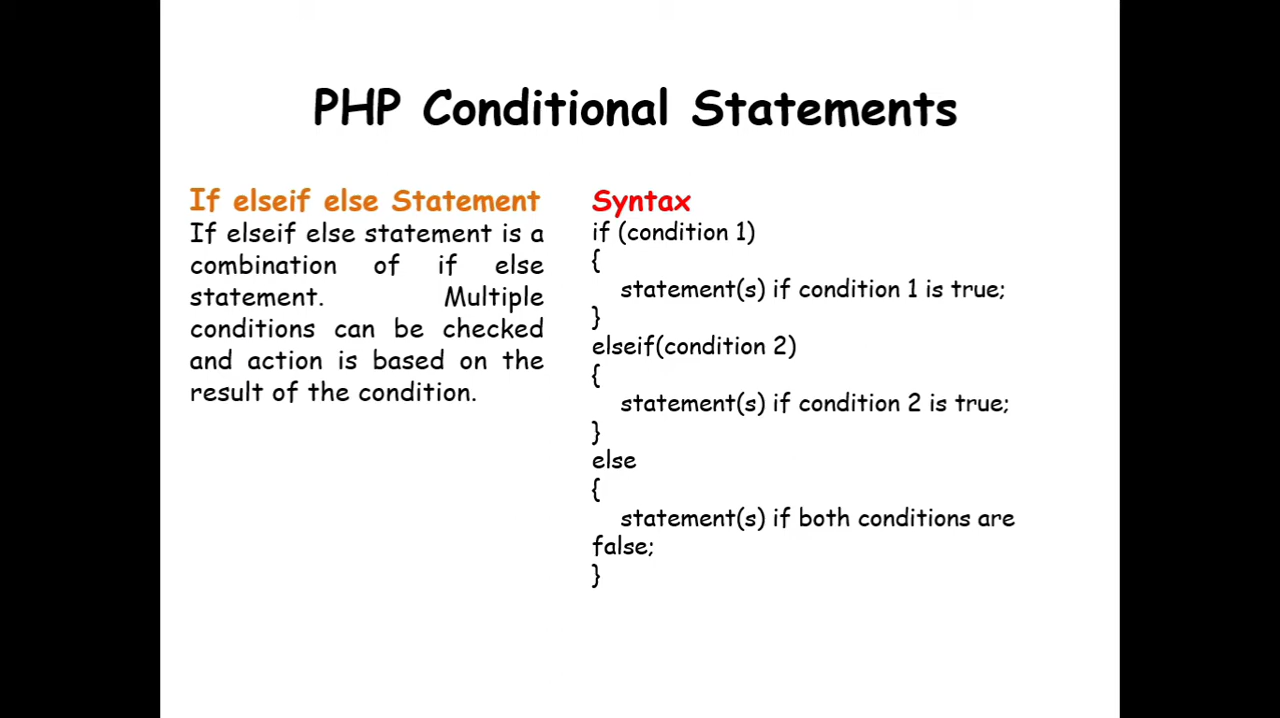 PHP Conditional Statements
If elseif else Statement
If elseif else statement is a
combination of if else
statement. Multiple
conditions can be checked
and action is based on the
result of the condition.
Syntax
if (condition 1)
{
statement(s) if condition 1 is true;
}
elseif(condition 2)
{
statement(s) if condition 2 is true;
}
else
{
statement(s) if both conditions are
false;
}